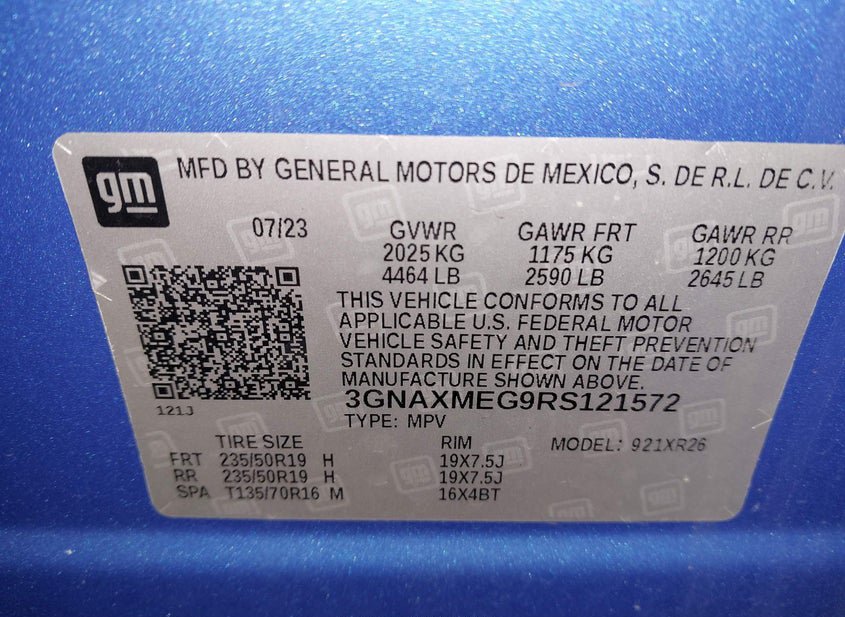 gm MFD BY GENERAL MOTORS DE MEXICO, S. DE R.L. DE C.V.
07/23 GVWR GAWR FRT GAWR RR
2025 KG 1175 KG 1200 KG
4464 LB 2590 LB 2645 LB
THIS VEHICLE CONFORMS TO ALL
APPLICABLE U.S. FEDERAL MOTOR
VEHICLE SAFETY AND THEFT PREVENTION
STANDARDS IN EFFECT ON THE DATE OF
MANUFACTURE SHOWN ABOVE.
3GNAXMEG9RS121572
121J TYPE: MPV
TIRE SIZE RIM MODEL: 921XR26
FRT 235/50R19 H 19X7.5J
RR 235/50R19 H 19X7.5J
SPA T135/70R16 M 16X4BT